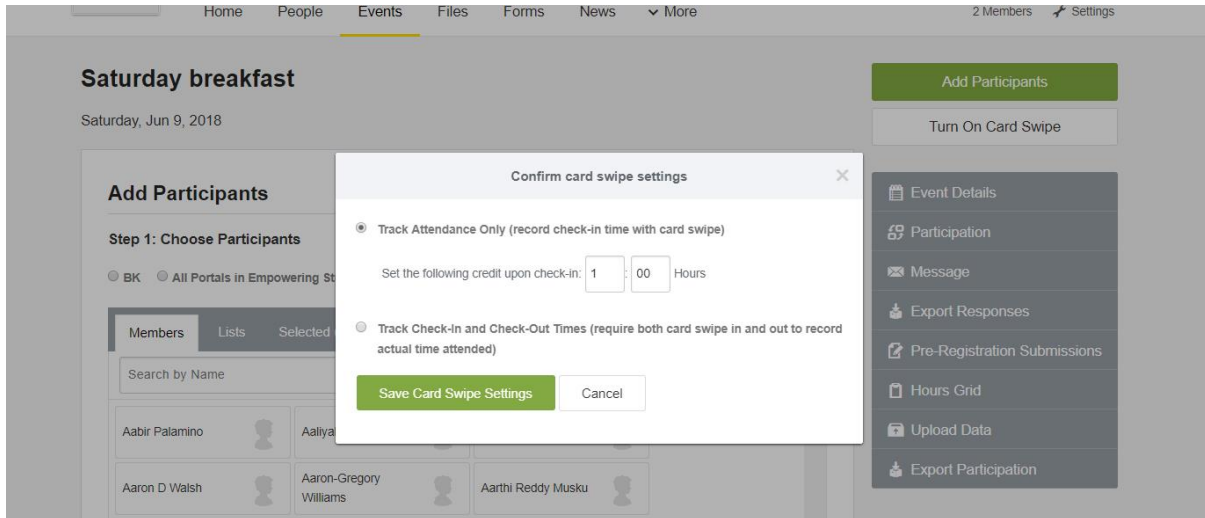 Home People Events Files Forms News More
2 Members Settings
Saturday breakfast
Saturday, Jun 9, 2018
Add Participants
Turn On Card Swipe
Add Participants
Step 1: Choose Participants
BK All Portals in Empowering
Members Lists Selected
Search by Name
Aabir Palamino
Aaron D Walsh
Aaron-Gregory
Williams
Aarthi Reddy Musku
Confirm card swipe settings
Track Attendance Only (record check-in time with card swipe)
Set the following credit upon check-in: 1 : 00 Hours
Track Check-In and Check-Out Times (require both card swipe in and out to record
actual time attended)
Save Card Swipe Settings Cancel
Event Details
Participation
Message
Export Responses
Pre-Registration Submissions
Hours Grid
Upload Data
Export Participation